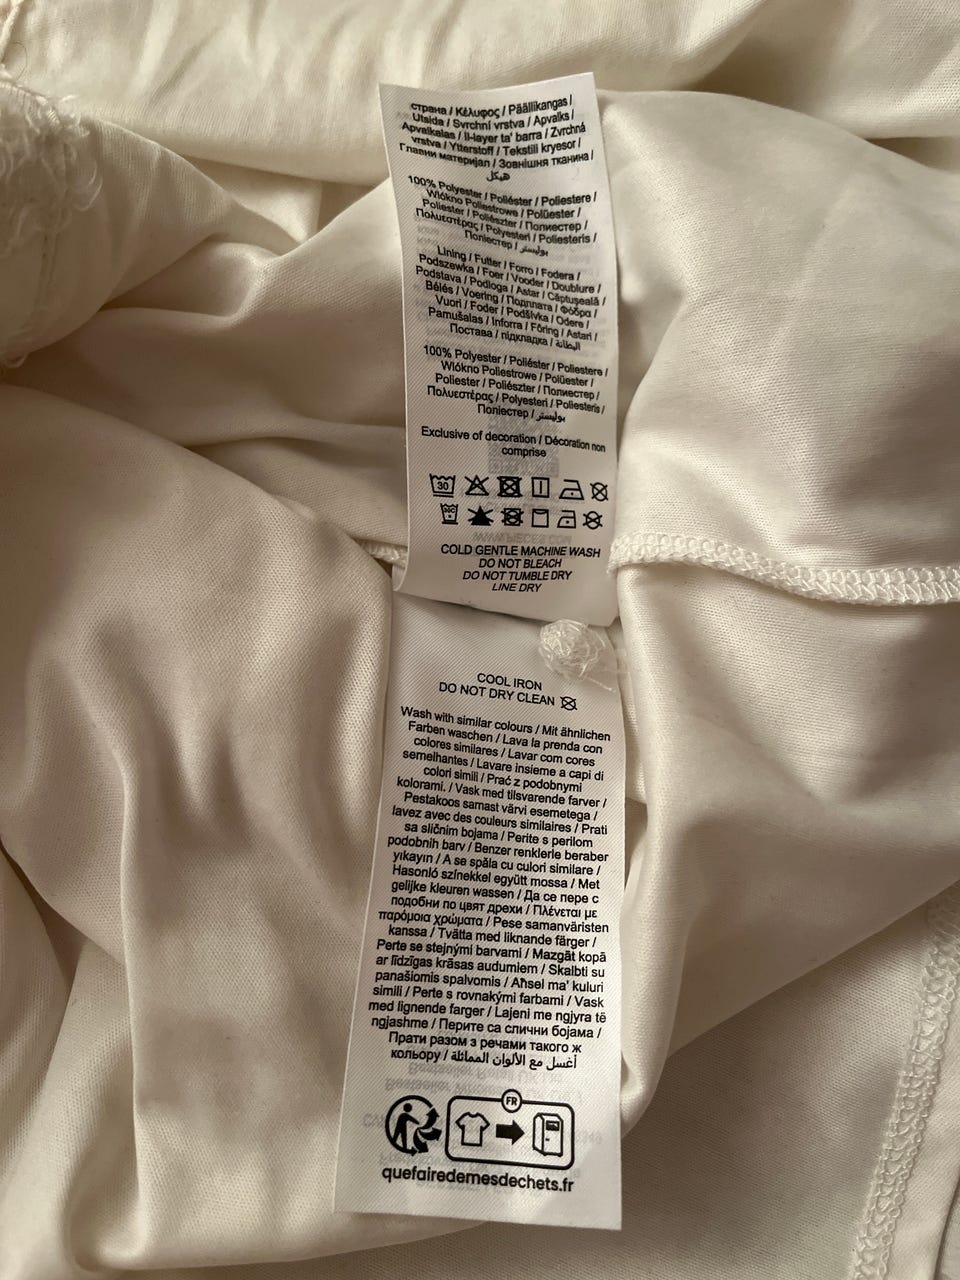 страна / Κέλυφος / Päällikangas /
Utsida / Svrchní vrstva / Apvalks /
Apvalkalas / Il-layer ta' barra / Zvrchná
vrstva / Ytterstoff / Tekstili kryesor /
Главни материјал / Зовнішня тканина /
هيكل
100% Polyester / Poliéster / Poliestere /
Włókno Poliestrowe / Polüester /
Poliester / Poliészter / Полиестер /
Πολυεστέρας / Polyesteri / Poliesteris /
Поліестер / بوليستر
Lining / Futter / Forro / Fodera /
Podszewka / Foer / Vooder / Doublure /
Podstava / Podloga / Astar / Căptușeală /
Bélés / Voering / Подплата / Φόδρα /
Vuori / Foder / Podšívka / Odere /
Pamušalas / Inforra / Fôring / Astari /
Постава / підкладка / البطانة
100% Polyester / Poliéster / Poliestere /
Włókno Poliestrowe / Polüester /
Poliester / Poliészter / Полиестер /
Πολυεστέρας / Polyesteri / Poliesteris /
Поліестер / بوليستر
Exclusive of decoration / Décoration non
comprise
30
COLD GENTLE MACHINE WASH
DO NOT BLEACH
DO NOT TUMBLE DRY
LINE DRY
COOL IRON
DO NOT DRY CLEAN
Wash with similar colours / Mit ähnlichen
Farben waschen / Lava la prenda con
colores similares / Lavar com cores
semelhantes / Lavare insieme a capi di
colori simili / Prać z podobnymi
kolorami. / Vask med tilsvarende farver /
Pestakoos samast värvi esemetega /
lavez avec des couleurs similaires / Prati
sa sličnim bojama / Perite s perilom
podobnih barv / Benzer renklerle beraber
yıkayın / A se spăla cu culori similare /
Hasonló színekkel együtt mossa / Met
gelijke kleuren wassen / Да се пере с
подобни по цвят дрехи / Πλένεται με
παρόμοια χρώματα / Pese samanväristen
kanssa / Tvätta med liknande färger /
Perte se stejnými barvami / Mazgāt kopā
ar līdzīgas krāsas audumiem / Skalbti su
panašiomis spalvomis / Aħsel ma' kuluri
simili / Perte s rovnakými farbami / Vask
med lignende farger / Lajeni me ngjyra të
ngjashme / Перите са слични бојама /
Прати разом з речами такого ж
кольору / أغسل مع الألوان المماثلة
FR
quefairedemesdechets.fr